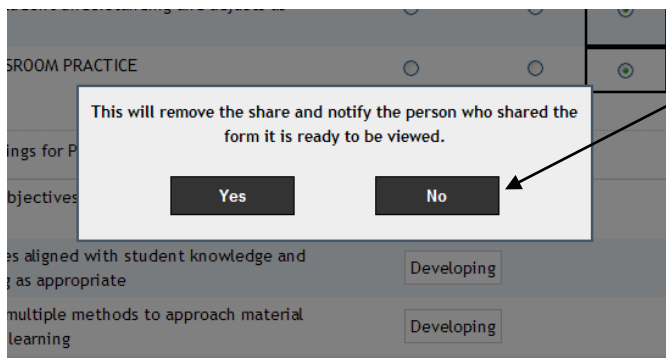 SROOM PRACTICE
This will remove the share and notify the person who shared the
form it is ready to be viewed.
ings for P
Yes No
bjectives
es aligned with student knowledge and
g as appropriate
Developing
multiple methods to approach material
learning
Developing